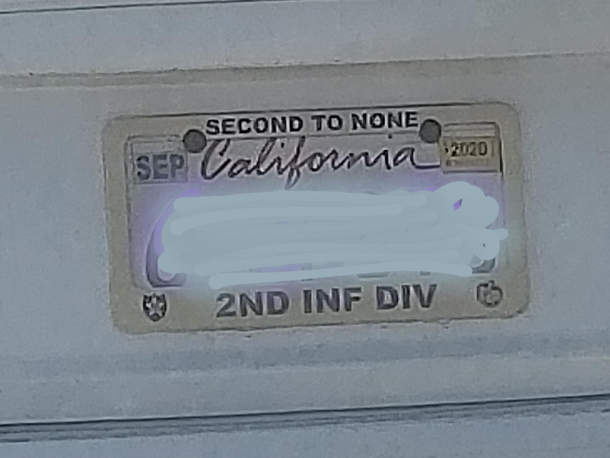 SECOND TO NONE
SEP California 2020
2ND INF DIV